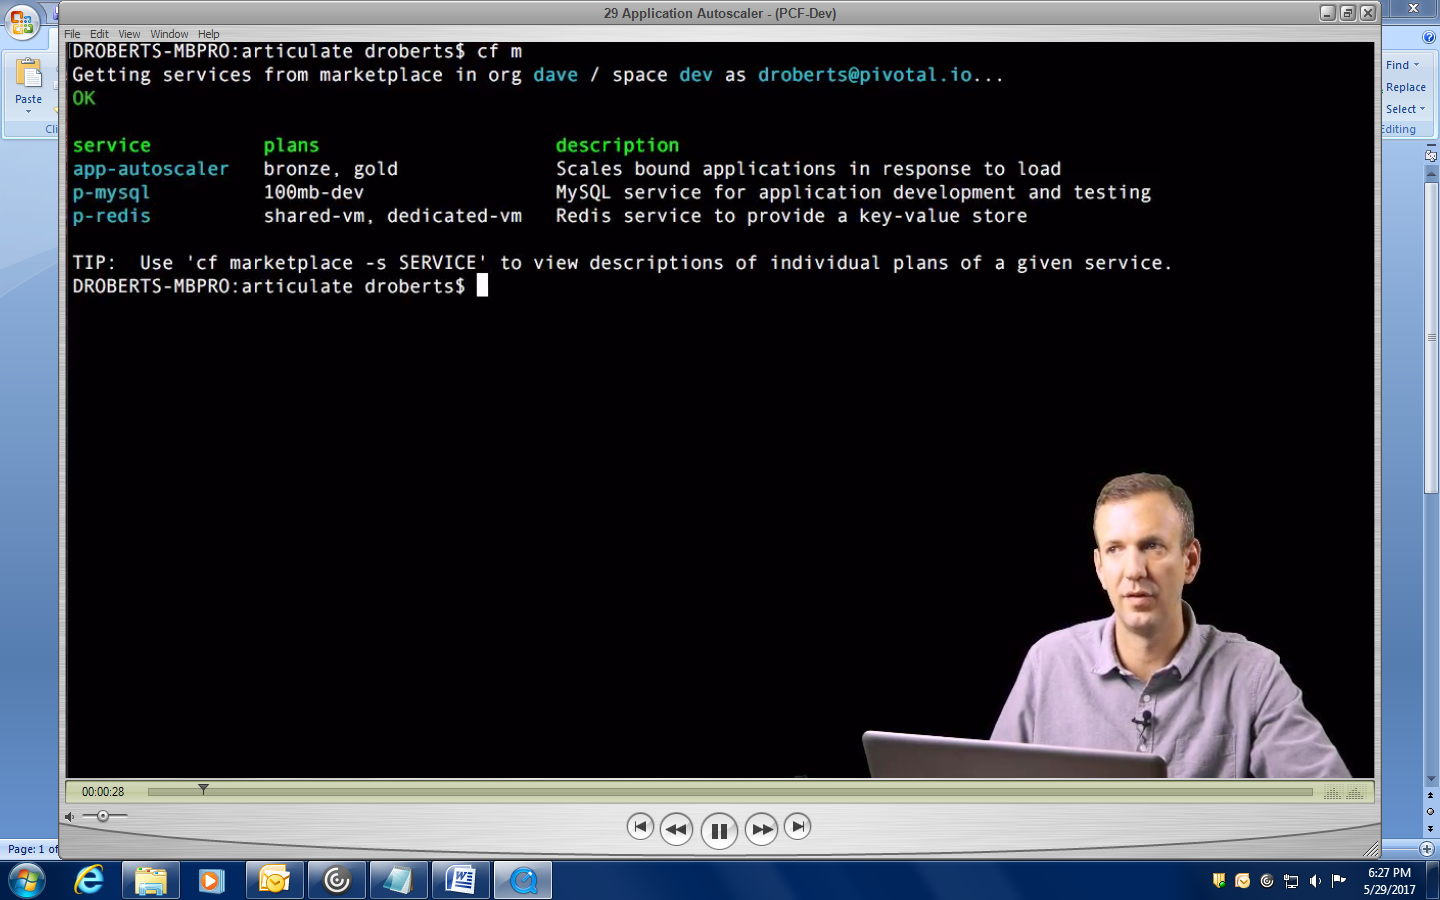 29 Application Autoscaler - (PCF-Dev)
File Edit View Window Help
DROBERTS-MBPRO:articulate droberts$ cf m
Getting services from marketplace in org dave / space dev as droberts@pivotal.io...
OK
service plans description
app-autoscaler bronze, gold Scales bound applications in response to load
p-mysql 100mb-dev MySQL service for application development and testing
p-redis shared-vm, dedicated-vm Redis service to provide a key-value store
TIP: Use 'cf marketplace -s SERVICE' to view descriptions of individual plans of a given service.
DROBERTS-MBPRO:articulate droberts$
Paste
Cli
Find
Replace
Select
Editing
00:00:28
Page: 1 of
6:27 PM
5/29/2017